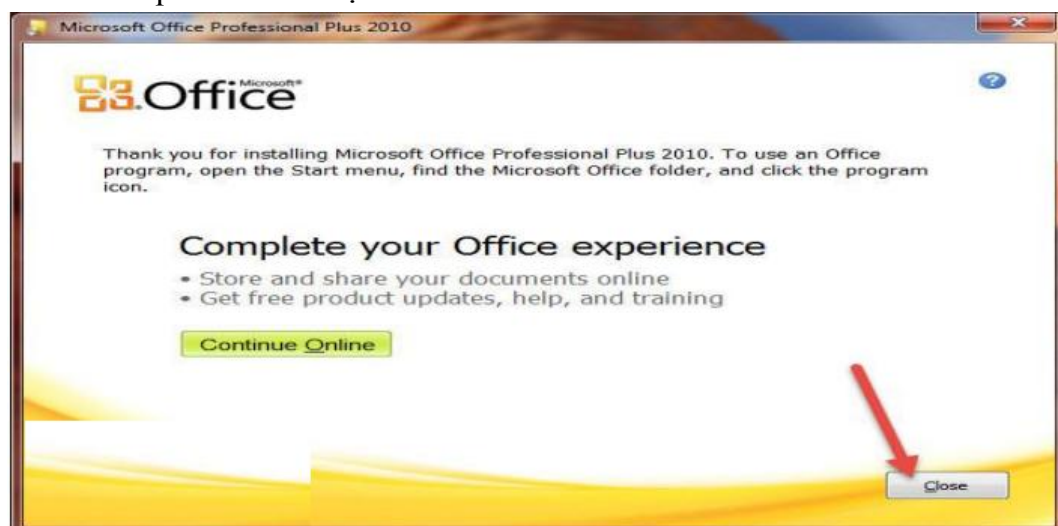 Microsoft Office Professional Plus 2010
Microsoft®
Office
Thank you for installing Microsoft Office Professional Plus 2010. To use an Office
program, open the Start menu, find the Microsoft Office folder, and click the program
icon.
Complete your Office experience
• Store and share your documents online
• Get free product updates, help, and training
Continue Online
Close